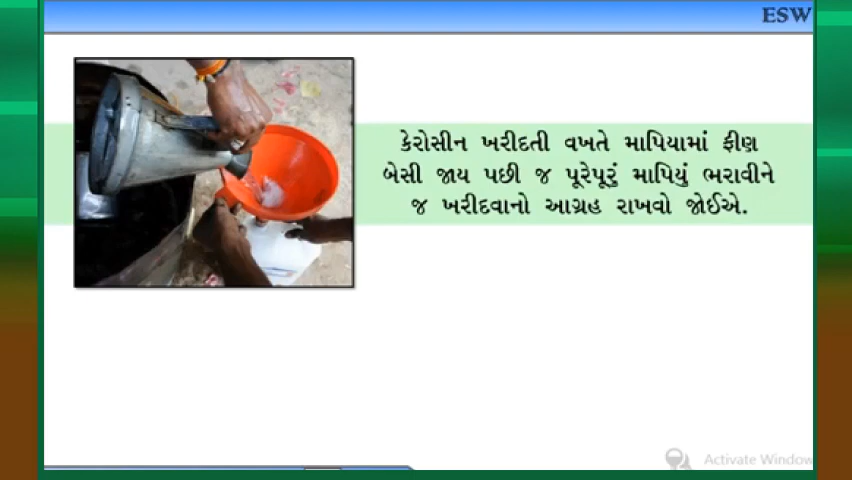 ESW
કેરોસીન ખરીદતી વખતે માપિયામાં ફીણ
બેસી જાય પછી જ પૂરેપૂરું માપિયું ભરાવીને
જ ખરીદવાનો આગ્રહ રાખવો જોઈએ.
Activate Window